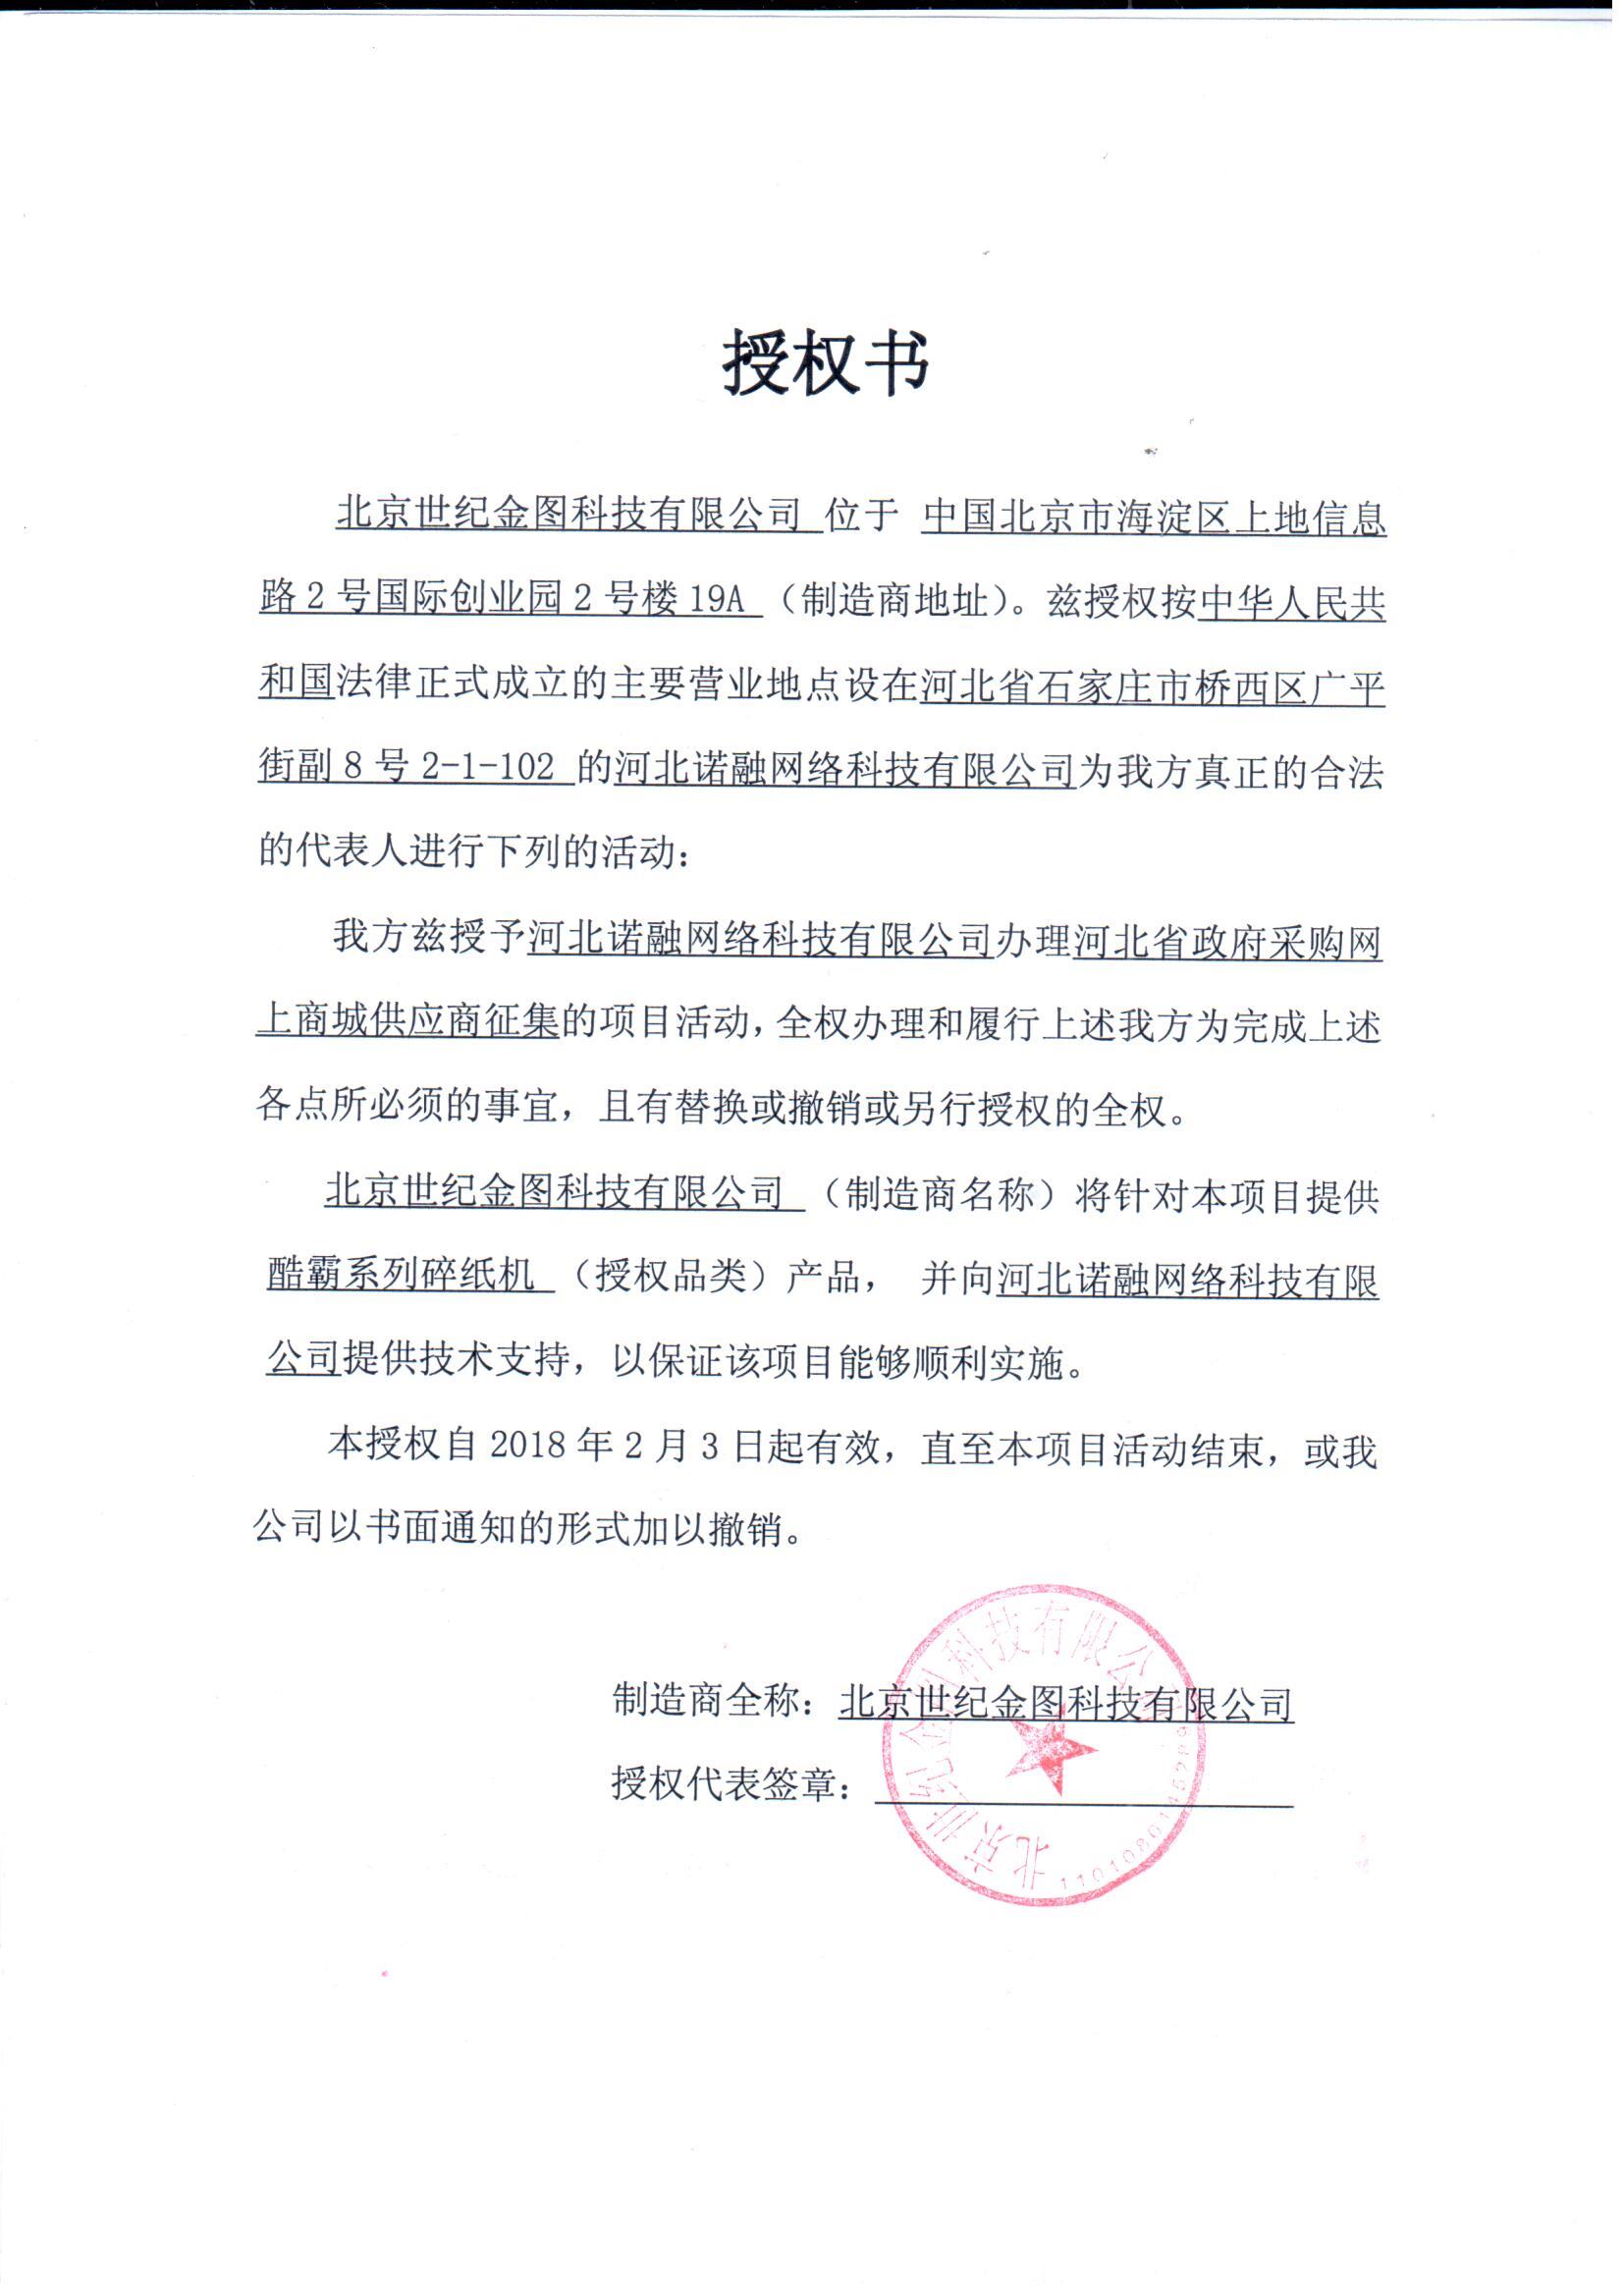 授权书
北京世纪金图科技有限公司 位于 中国北京市海淀区上地信息
路2号国际创业园2号楼19A （制造商地址）。兹授权按中华人民共
和国法律正式成立的主要营业地点设在河北省石家庄市桥西区广平
街副8号2-1-102 的河北诺融网络科技有限公司为我方真正的合法
的代表人进行下列的活动：
我方兹授予河北诺融网络科技有限公司办理河北省政府采购网
上商城供应商征集的项目活动，全权办理和履行上述我方为完成上述
各点所必须的事宜，且有替换或撤销或另行授权的全权。
北京世纪金图科技有限公司 （制造商名称）将针对本项目提供
酷霸系列碎纸机 （授权品类）产品， 并向河北诺融网络科技有限
公司提供技术支持，以保证该项目能够顺利实施。
本授权自2018年2月3日起有效，直至本项目活动结束，或我
公司以书面通知的形式加以撤销。
制造商全称：北京世纪金图科技有限公司
授权代表签章：
北京世纪金图科技有限公司